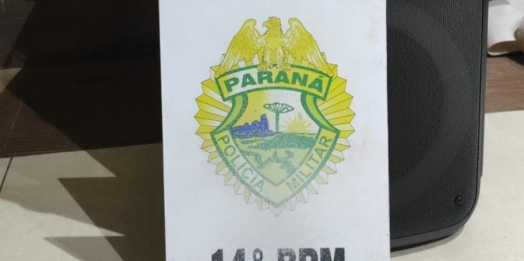 PARANÁ
POLÍCIA MILITAR
14º BPM